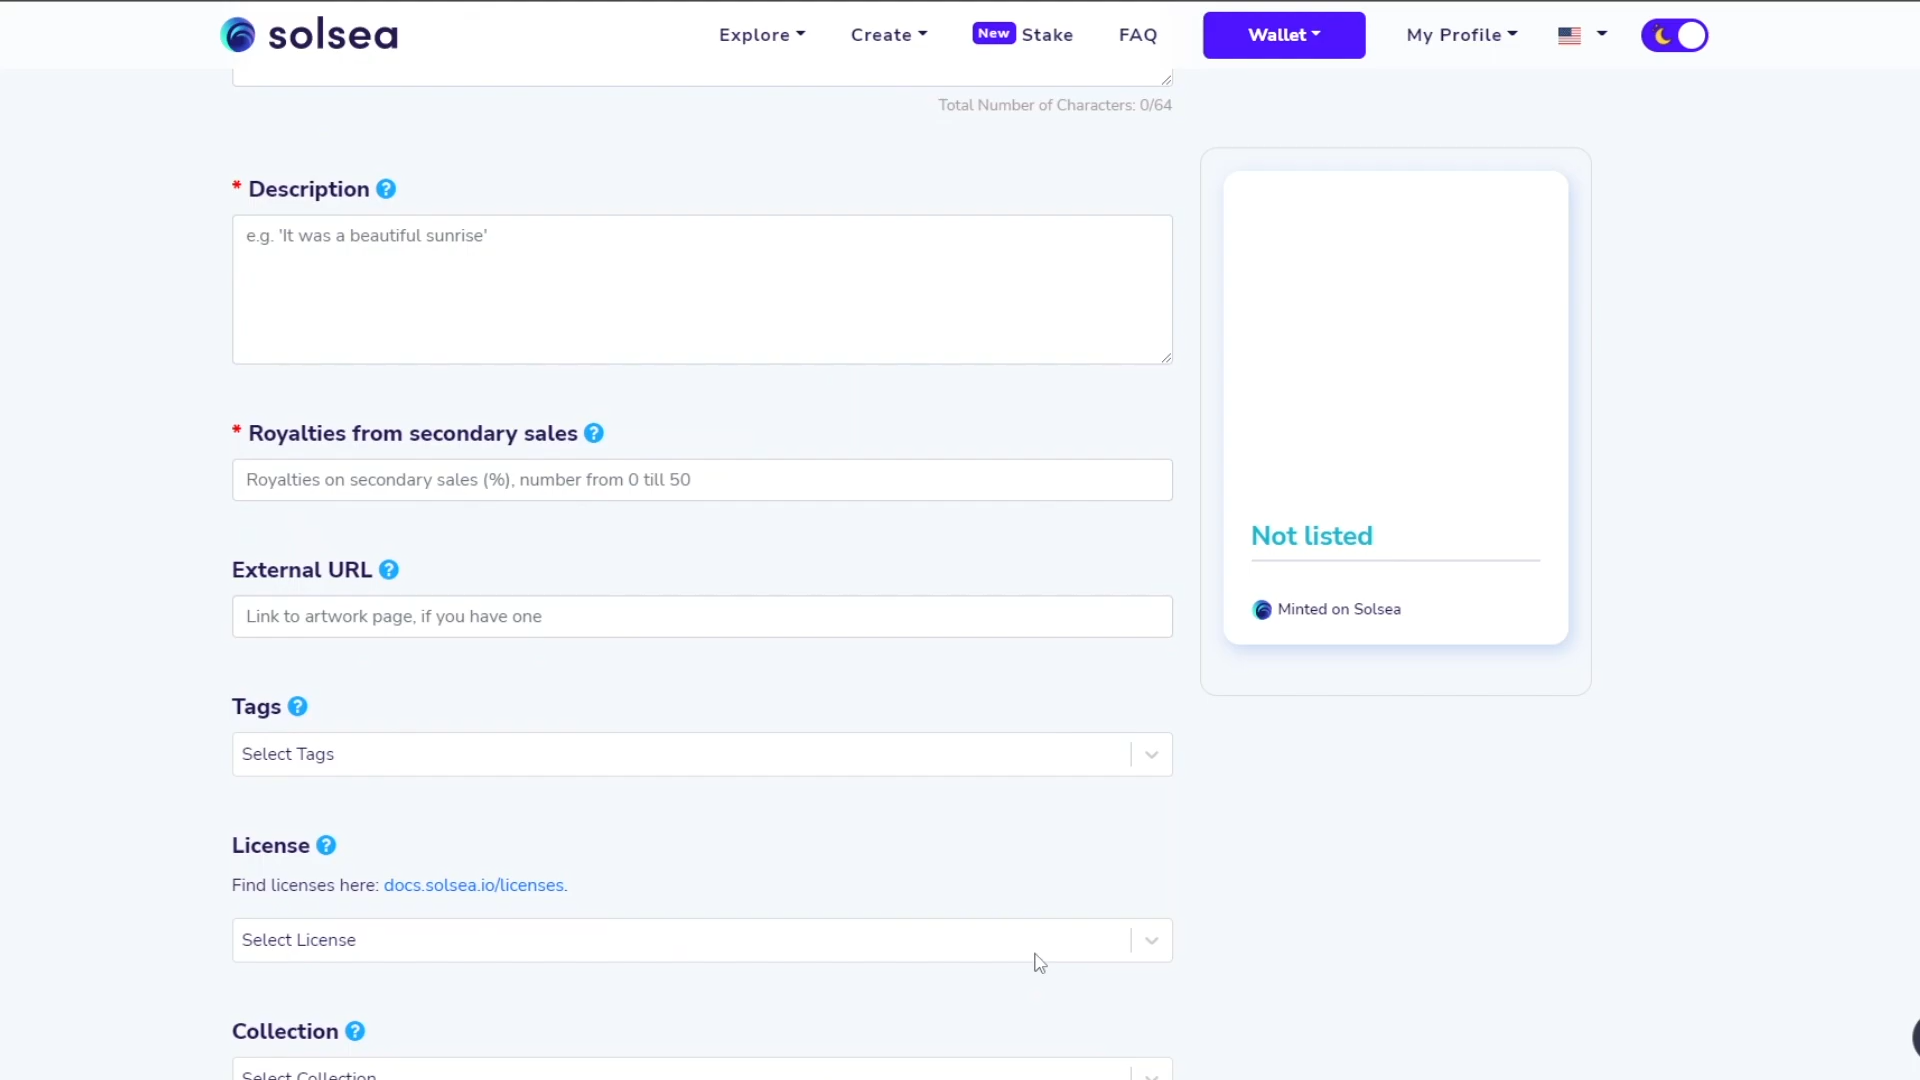 solsea
Explore
Create
New Stake
FAQ
Wallet
My Profile
Total Number of Characters: 0/64
* Description ?
e.g. 'It was a beautiful sunrise'
* Royalties from secondary sales ?
Royalties on secondary sales (%), number from 0 till 50
External URL ?
Link to artwork page, if you have one
Tags ?
Select Tags
License ?
Find licenses here: docs.solsea.io/licenses.
Select License
Collection ?
Select Collection
Not listed
Minted on Solsea